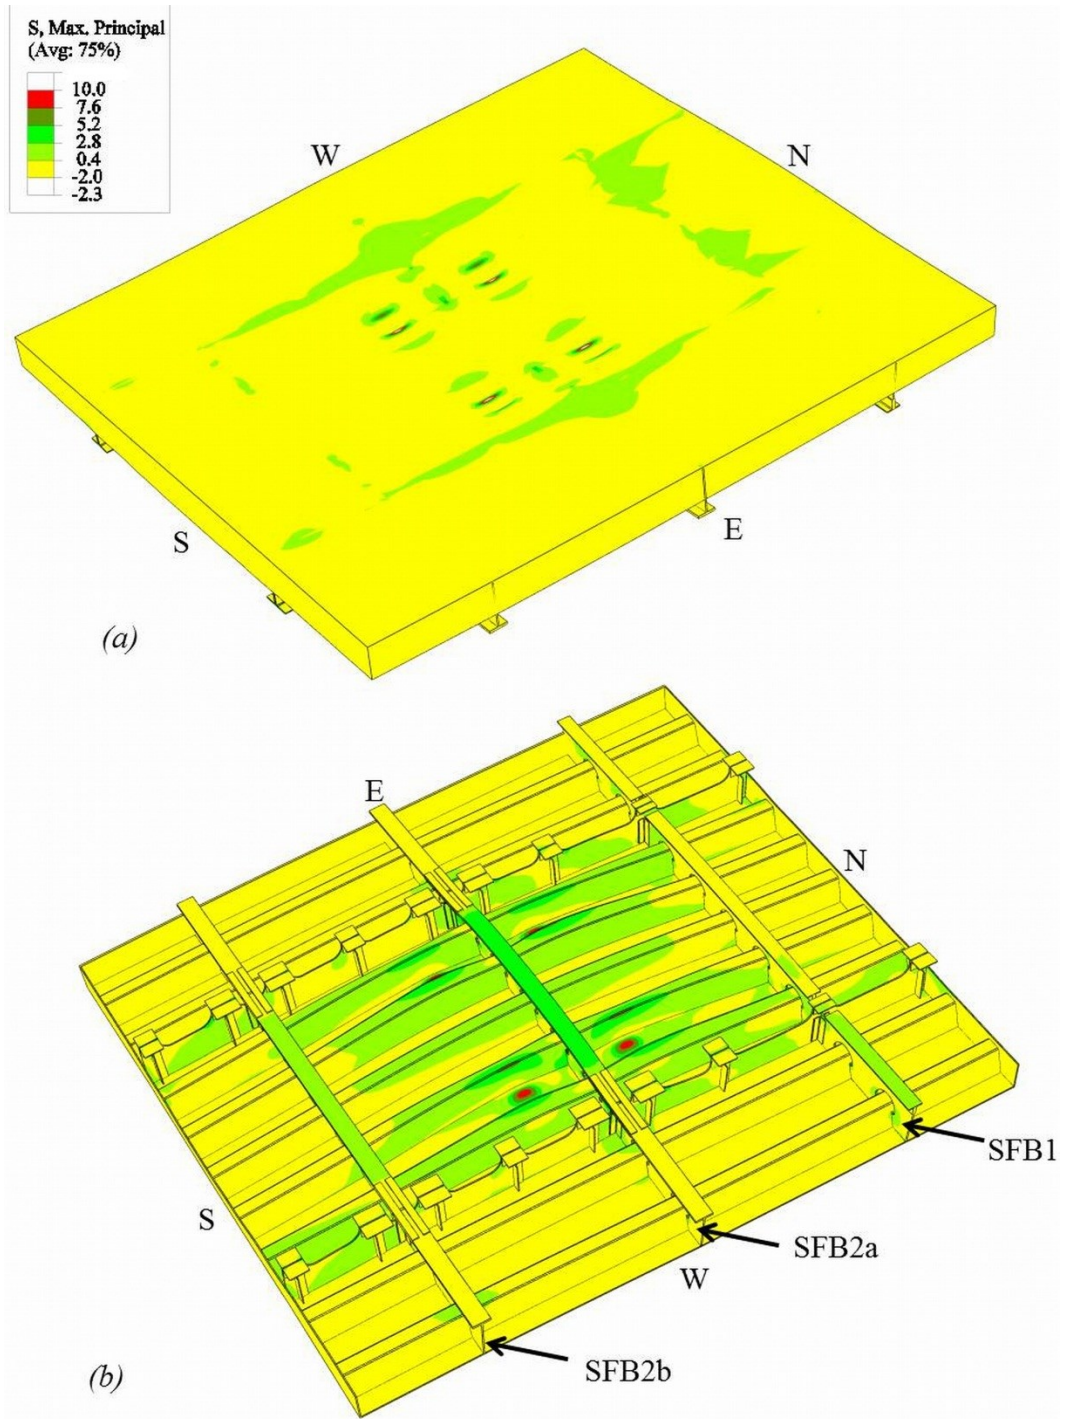 S, Max. Principal
(Avg: 75%)
10.0
7.6
5.2
2.8
0.4
-2.0
-2.3
W
N
S
E
(a)
E
N
S
SFB1
SFB2a
W
SFB2b
(b)